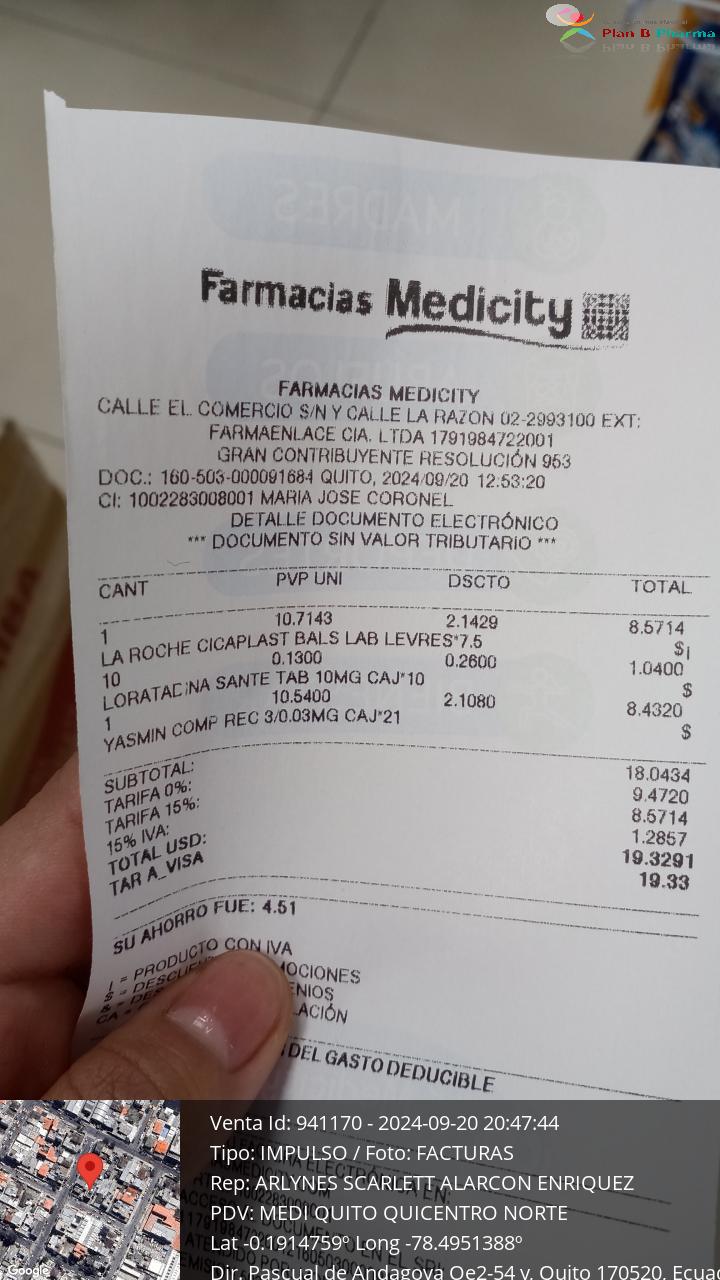 Plan B Pharma
MADRES
Farmacias Medicity
FARMACIAS MEDICITY
CALLE EL COMERCIO S/N Y CALLE LA RAZON 02-2993100 EXT:
FARMAENLACE CIA. LTDA 1791984722001
GRAN CONTRIBUYENTE RESOLUCIÓN 953
DOC.: 160-503-000091684 QUITO, 2024/09/20 12:53:20
CI: 1002283008001 MARIA JOSE CORONEL
DETALLE DOCUMENTO ELECTRÓNICO
*** DOCUMENTO SIN VALOR TRIBUTARIO ***
CANT PVP UNI DSCTO TOTAL
1 10.7143 2.1429 8.5714
LA ROCHE CICAPLAST BALS LAB LEVRES*7.5 $|
10 0.1300 0.2600 1.0400
LORATADINA SANTE TAB 10MG CAJ*10 $
1 10.5400 2.1080 8.4320
YASMIN COMP REC 3/0.03MG CAJ*21 $
SUBTOTAL: 18.0434
TARIFA 0%: 9.4720
TARIFA 15%: 8.5714
15% IVA: 1.2857
TOTAL USD: 19.3291
TAR A_VISA 19.33
SU AHORRO FUE: 4.51
| = PRODUCTO CON IVA
$ =
& =
DEL GASTO DEDUCIBLE
Venta Id: 941170 - 2024-09-20 20:47:44
Tipo: IMPULSO / Foto: FACTURAS
Rep: ARLYNES SCARLETT ALARCON ENRIQUEZ
PDV: MEDI QUITO QUICENTRO NORTE
Lat -0.1914759º Long -78.4951388º
Dir. Pascual de Andagoya Oe2-54 y, Quito 170520, Ecua
Google